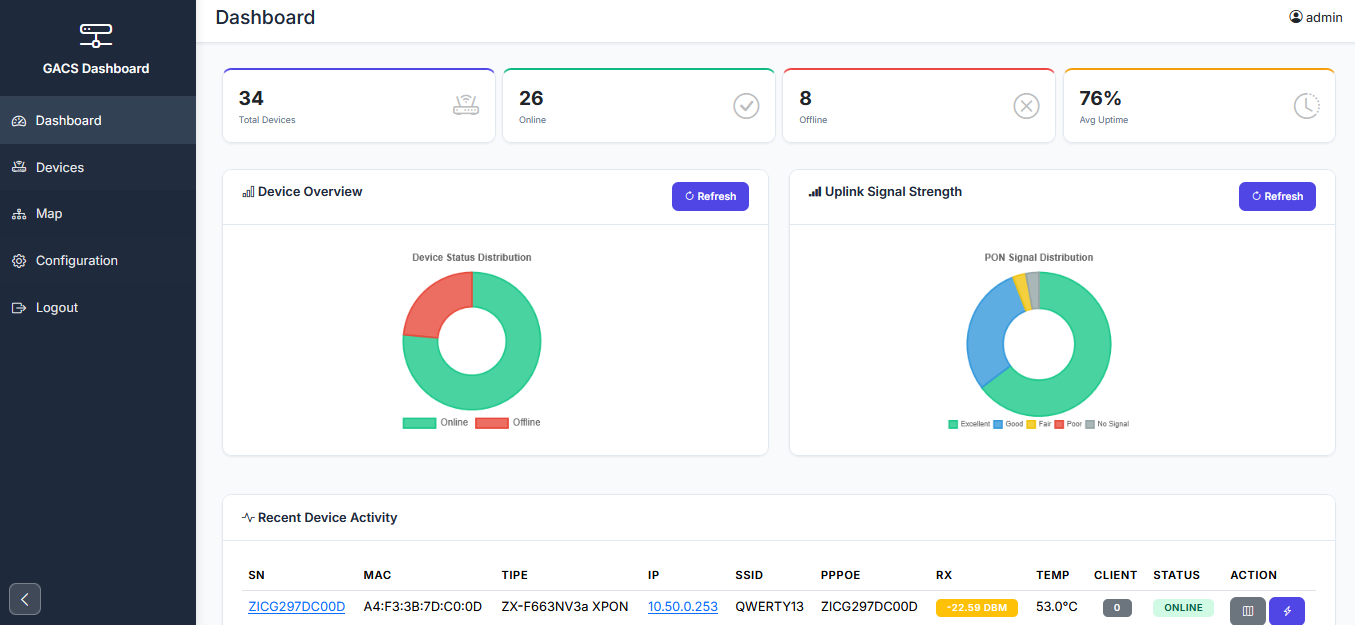 Dashboard
admin
GACS Dashboard
Dashboard
Devices
Map
Configuration
Logout
34
Total Devices
26
Online
8
Offline
76%
Avg Uptime
Device Overview
Refresh
Device Status Distribution
Online Offline
Uplink Signal Strength
Refresh
PON Signal Distribution
Excellent Good Fair Poor No Signal
Recent Device Activity
SN MAC TIPE IP SSID PPPOE RX TEMP CLIENT STATUS ACTION
ZICG297DC00D A4:F3:3B:7D:C0:0D ZX-F663NV3a XPON 10.50.0.253 QWERTY13 ZICG297DC00D -22.59 DBM 53.0°C 0 ONLINE